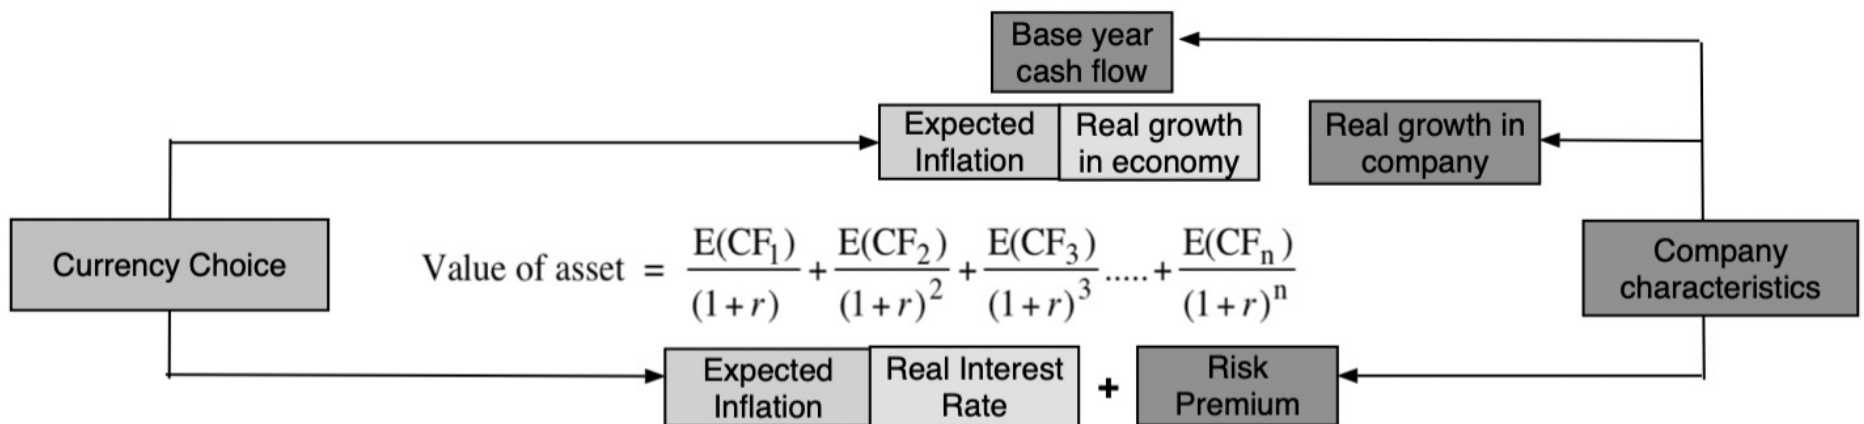 Base year
cash flow
Expected
Inflation
Real growth
in economy
Real growth in
company
Currency Choice
Value of asset = E(CF₁)/(1+r) + E(CF₂)/(1+r)² + E(CF₃)/(1+r)³ ..... + E(CFₙ)/(1+r)ⁿ
Company
characteristics
Expected
Inflation
Real Interest
Rate
+
Risk
Premium